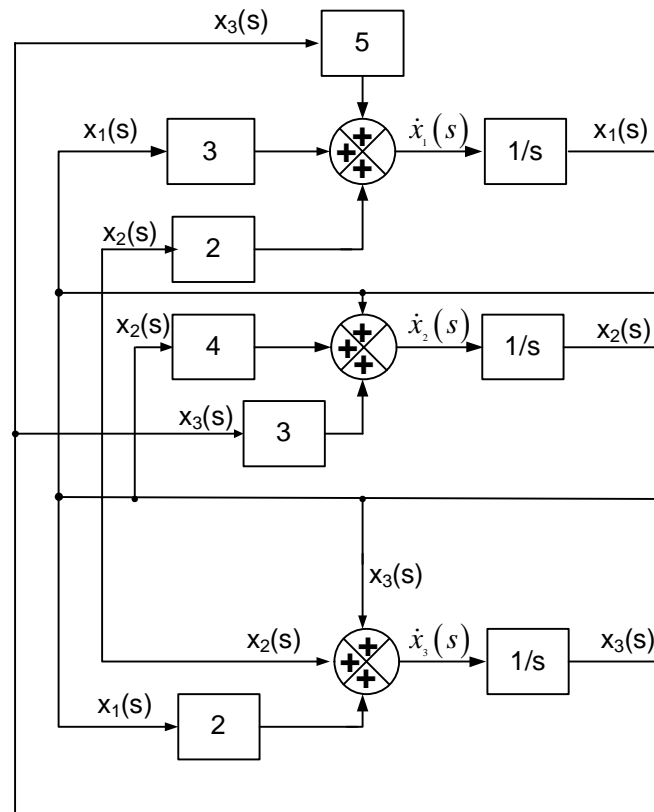 x₃(s)
5
x₁(s)
3
+
+
+
ẋ₁(s)
1/s
x₁(s)
x₂(s)
2
x₂(s)
4
+
+
+
ẋ₂(s)
1/s
x₂(s)
x₃(s)
3
x₃(s)
x₂(s)
+
+
+
ẋ₃(s)
1/s
x₃(s)
x₁(s)
2